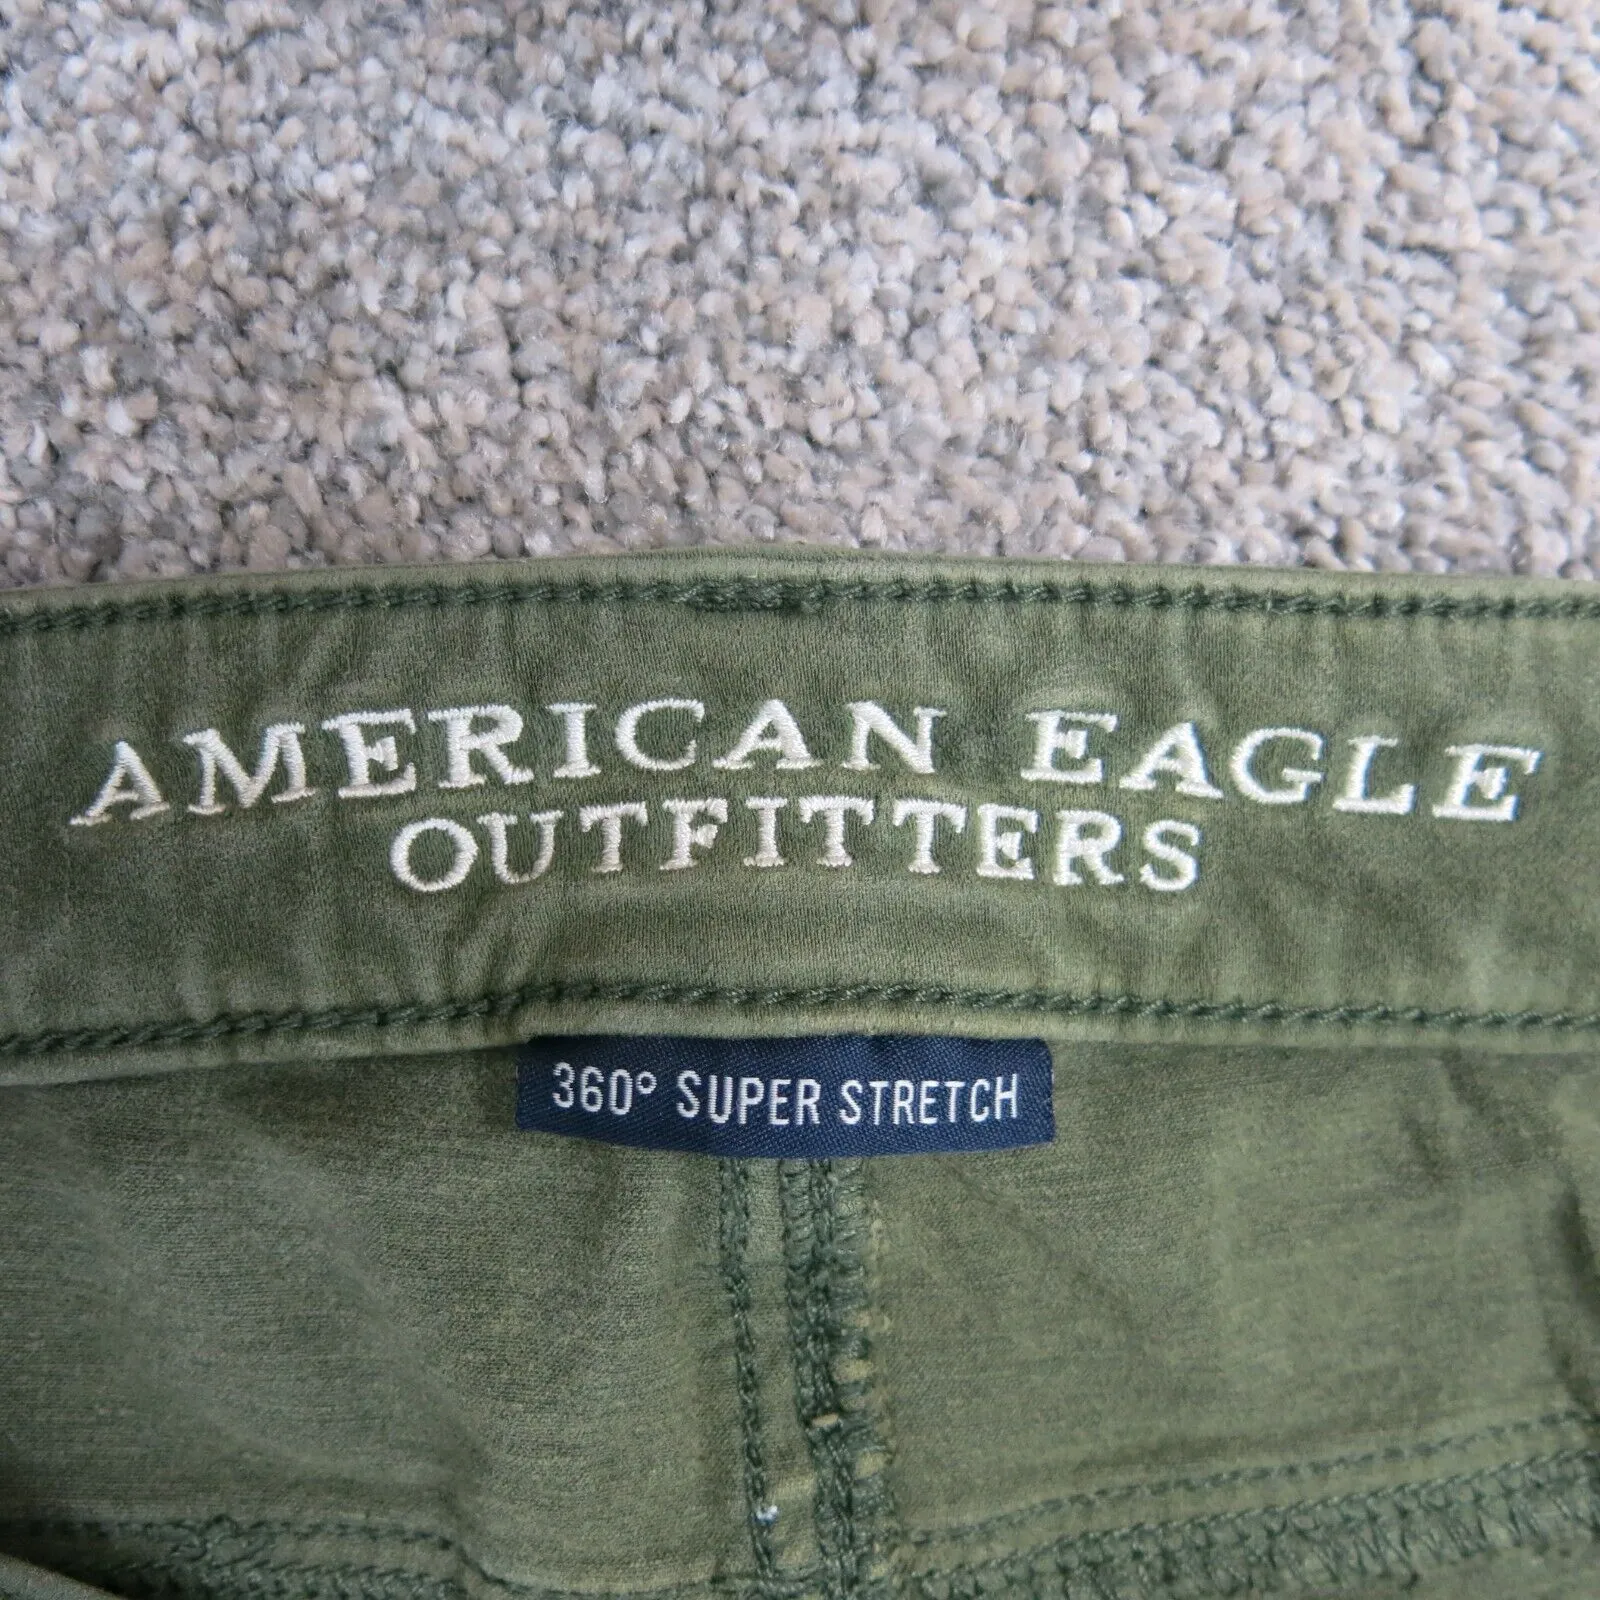 AMERICAN EAGLE
OUTFITTERS
360° SUPER STRETCH